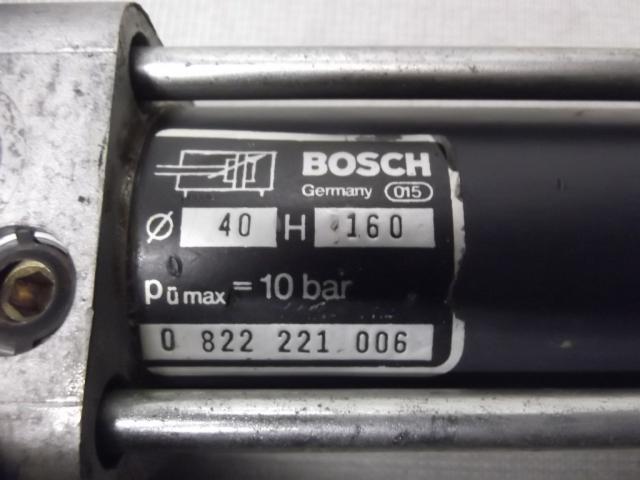 BOSCH
Germany 015
Ø 40 H 160
pü max = 10 bar
0 822 221 006